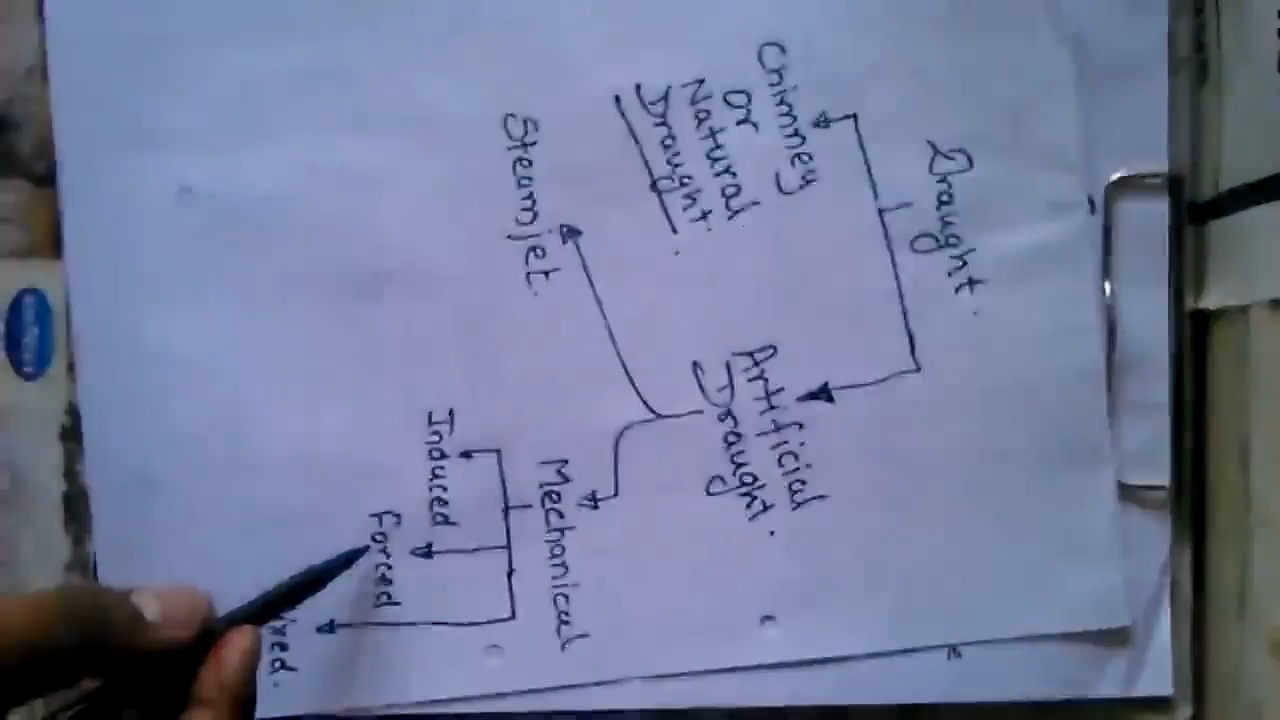 Draught.
Chimney
or
Natural
Draught.
Artificial
Draught.
Steamjet.
Mechanical
Induced
Forced